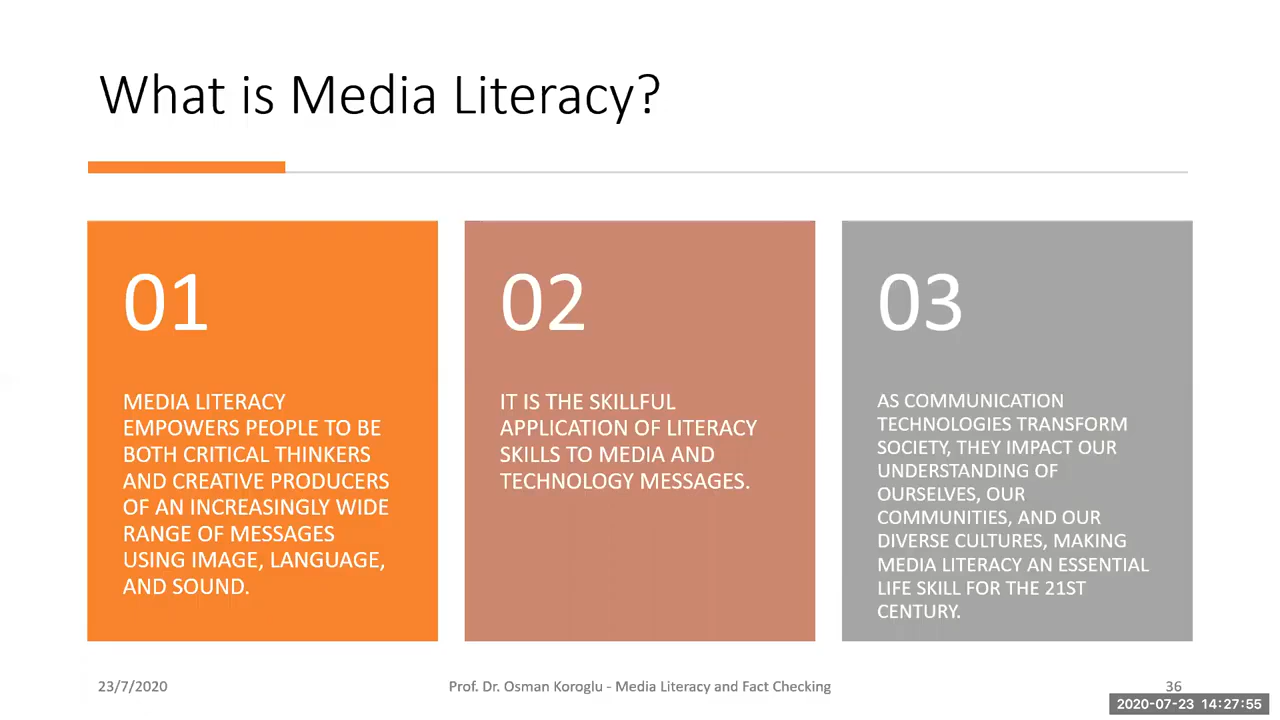 What is Media Literacy?
01
MEDIA LITERACY
EMPOWERS PEOPLE TO BE
BOTH CRITICAL THINKERS
AND CREATIVE PRODUCERS
OF AN INCREASINGLY WIDE
RANGE OF MESSAGES
USING IMAGE, LANGUAGE,
AND SOUND.
02
IT IS THE SKILLFUL
APPLICATION OF LITERACY
SKILLS TO MEDIA AND
TECHNOLOGY MESSAGES.
03
AS COMMUNICATION
TECHNOLOGIES TRANSFORM
SOCIETY, THEY IMPACT OUR
UNDERSTANDING OF
OURSELVES, OUR
COMMUNITIES, AND OUR
DIVERSE CULTURES, MAKING
MEDIA LITERACY AN ESSENTIAL
LIFE SKILL FOR THE 21ST
CENTURY.
23/7/2020
Prof. Dr. Osman Koroglu - Media Literacy and Fact Checking
36
2020-07-23 14:27:55